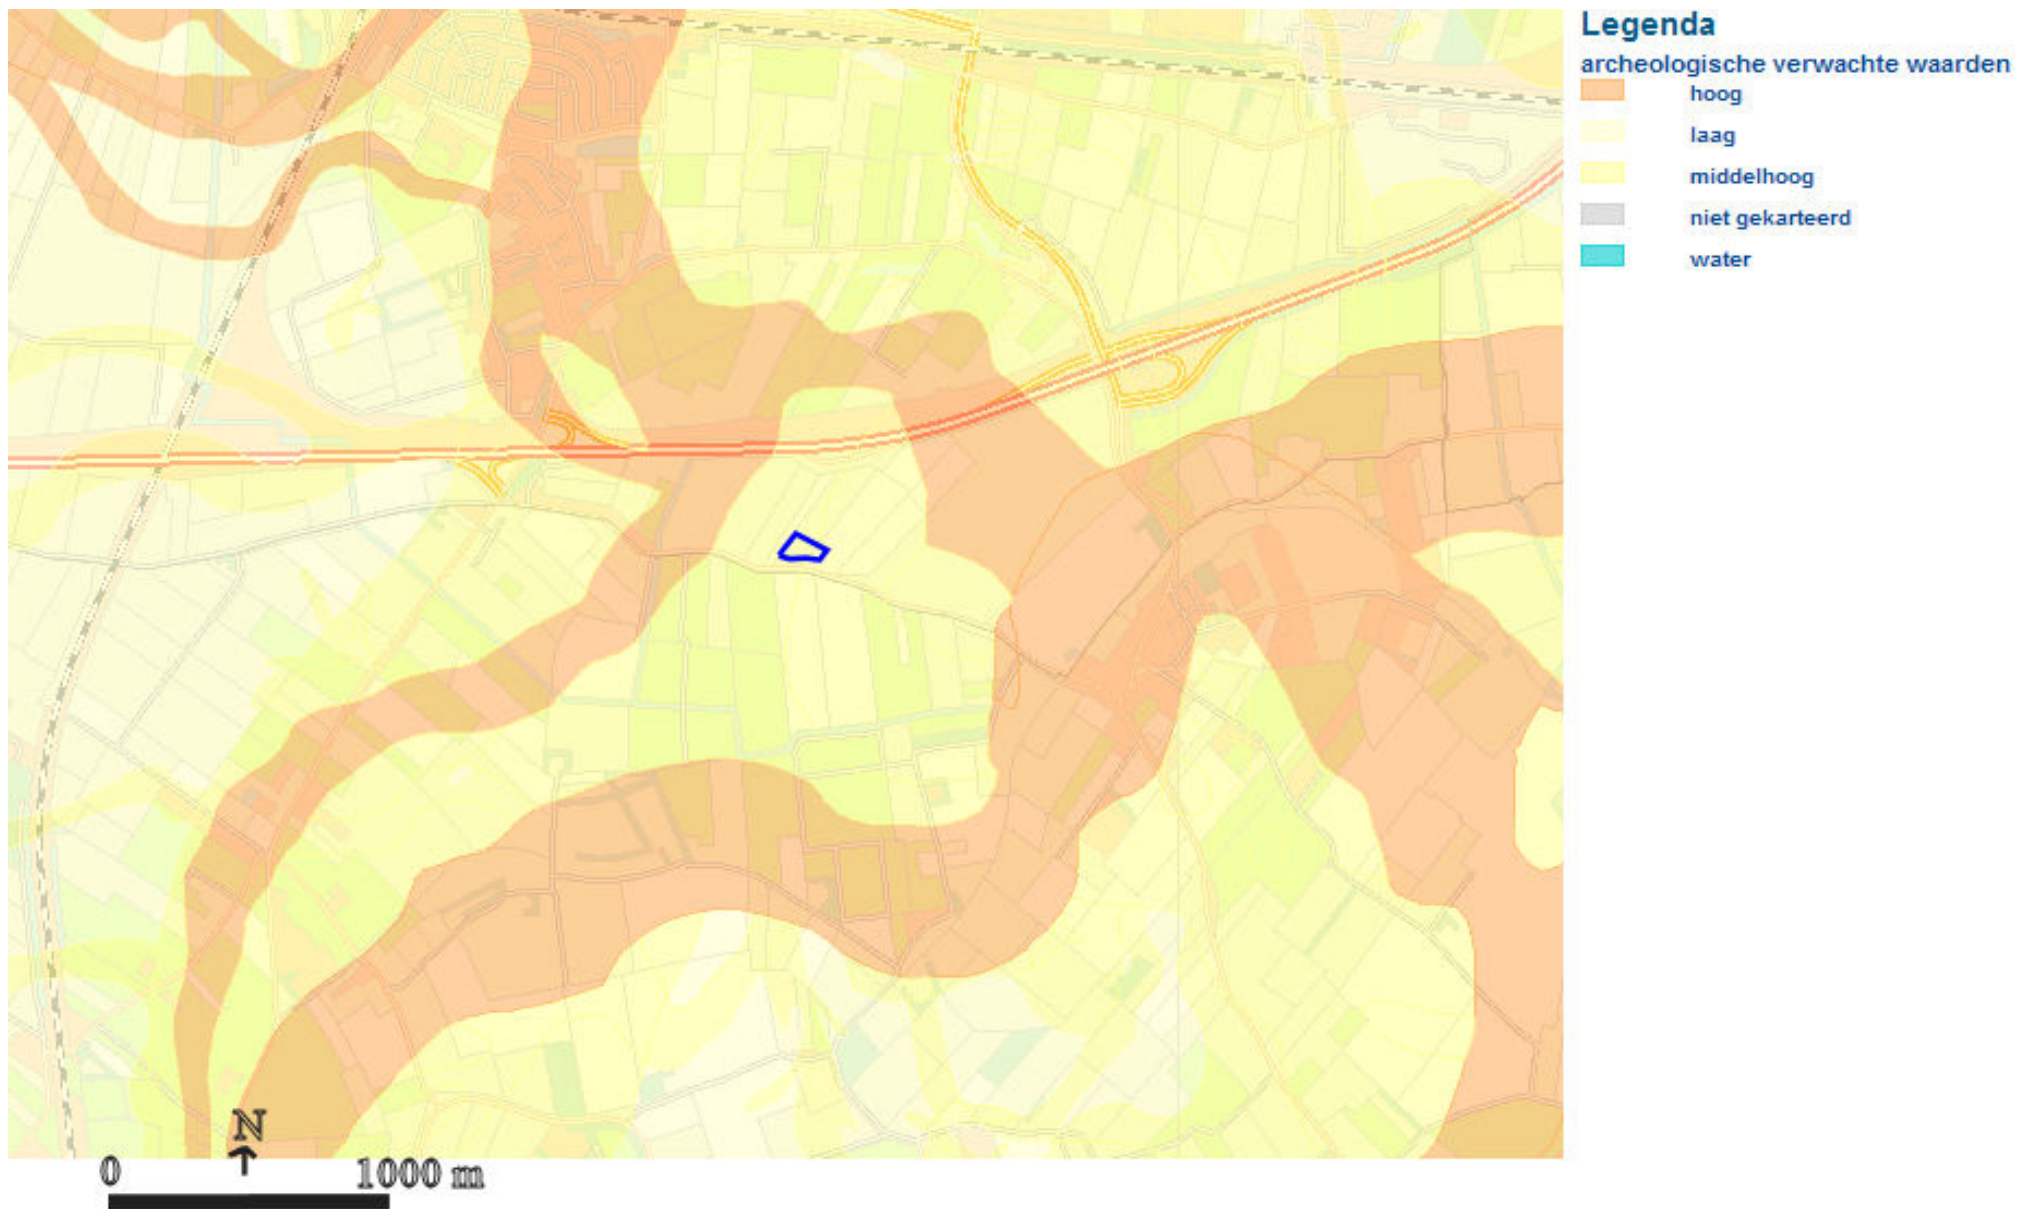 Legenda
archeologische verwachte waarden
hoog
laag
middelhoog
niet gekarteerd
water
N
0 1000 m